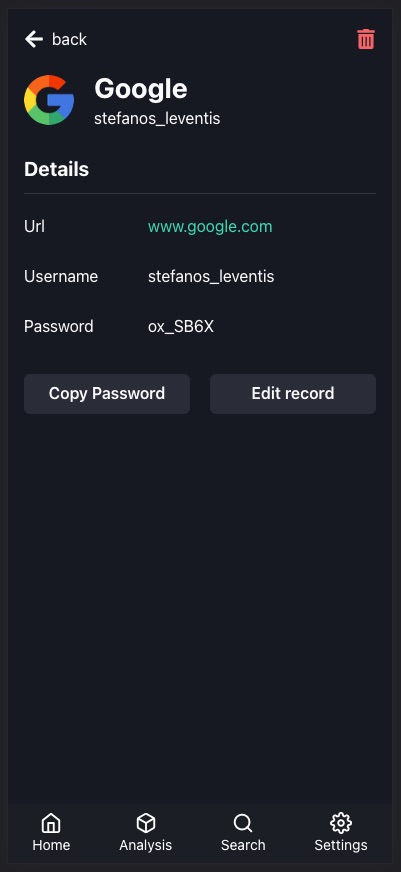 back
Google
stefanos_leventis
Details
Url www.google.com
Username stefanos_leventis
Password ox_SB6X
Copy Password Edit record
Home Analysis Search Settings